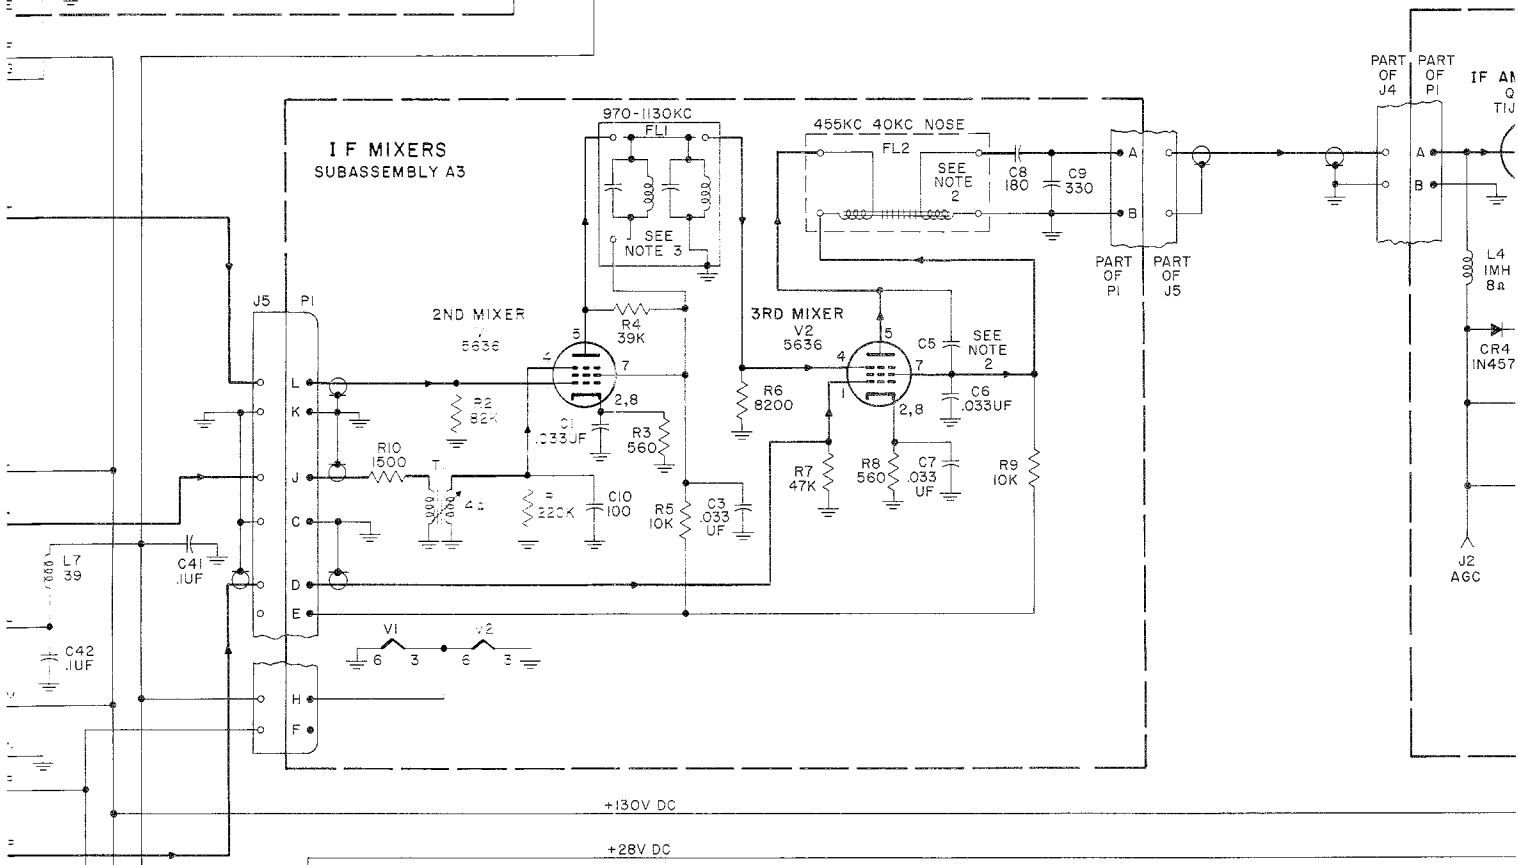 970-1130KC
FL1
SEE
NOTE 3
455KC 40KC NOSE
FL2
SEE
NOTE
2
C8
180
C9
330
A
B
PART
OF
P1
PART
OF
J5
PART
OF
J4
PART
OF
P1
A
B
IF MIXERS
SUBASSEMBLY A3
J5
P1
L
K
J
C
D
E
H
F
2ND MIXER
5636
5
4
7
2,8
R4
39K
R2
82K
C1
.033UF
R3
560
R10
1500
4Ω
220K
C10
100
R5
10K
C3
.033
UF
3RD MIXER
V2
5636
5
4
7
1
2,8
C5
SEE
NOTE
2
C6
.033UF
R6
8200
R7
47K
R8
560
C7
.033
UF
R9
10K
L4
1MH
8Ω
CR4
1N457
J2
AGC
L7
39
C41
.1UF
C42
.1UF
V1
V2
6
3
6
3
+130V DC
+28V DC